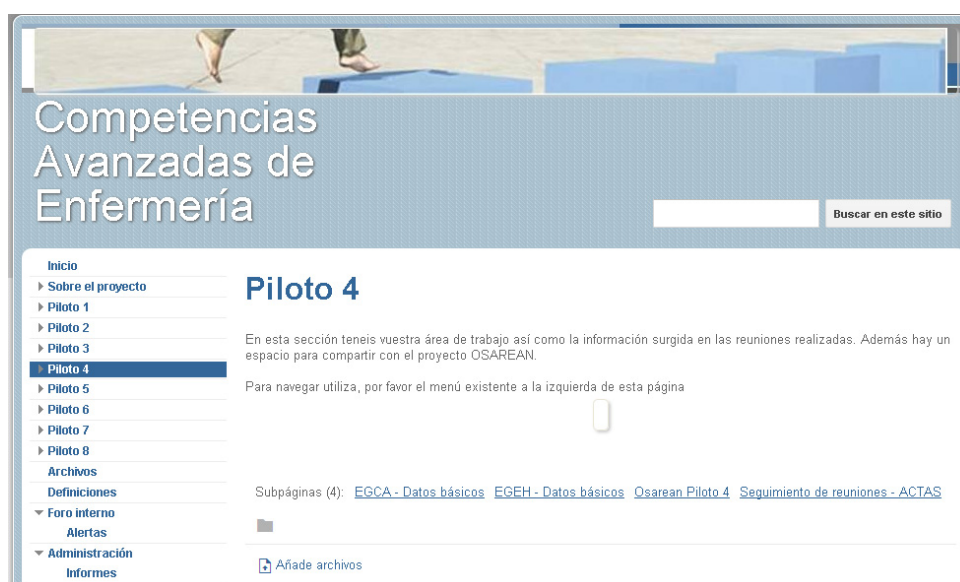 Competencias
Avanzadas de
Enfermería
Buscar en este sitio
Inicio
Sobre el proyecto
Piloto 1
Piloto 2
Piloto 3
Piloto 4
Piloto 5
Piloto 6
Piloto 7
Piloto 8
Archivos
Definiciones
Foro interno
Alertas
Administración
Informes
Piloto 4
En esta sección teneis vuestra área de trabajo así como la información surgida en las reuniones realizadas. Además hay un
espacio para compartir con el proyecto OSAREAN.
Para navegar utiliza, por favor el menú existente a la izquierda de esta página
Subpáginas (4): EGCA - Datos básicos EGEH - Datos básicos Osarean Piloto 4 Seguimiento de reuniones - ACTAS
Añade archivos